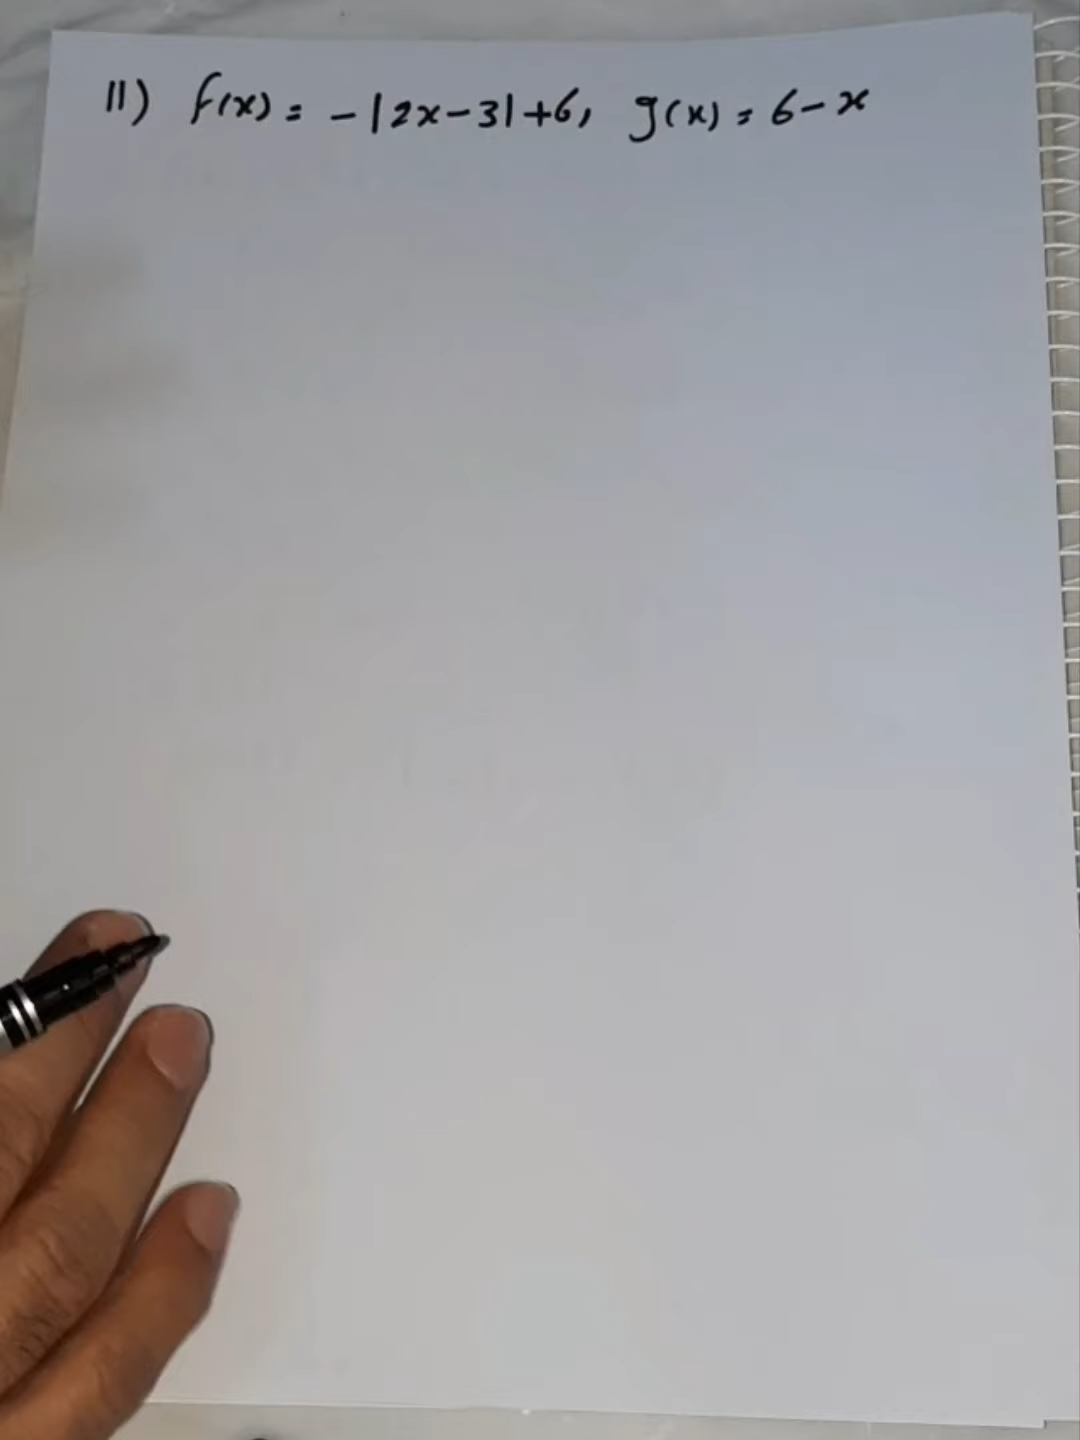 11) f(x) = -|2x-3|+6, g(x) = 6-x